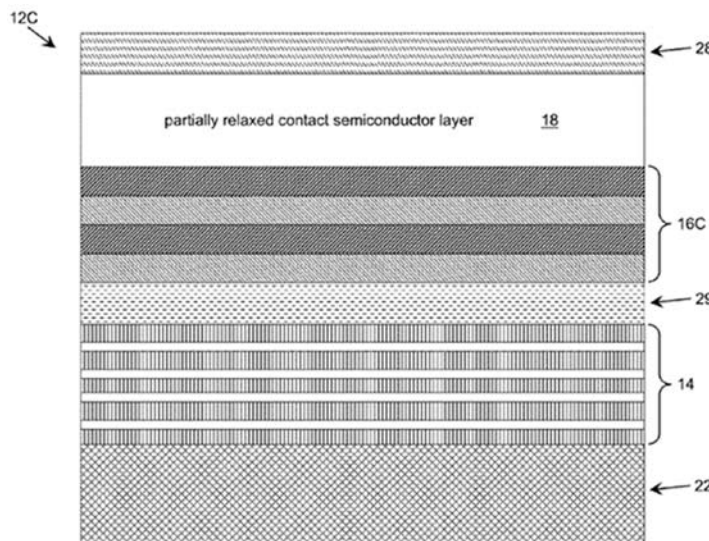 12C
28
partially relaxed contact semiconductor layer 18
16C
29
14
22